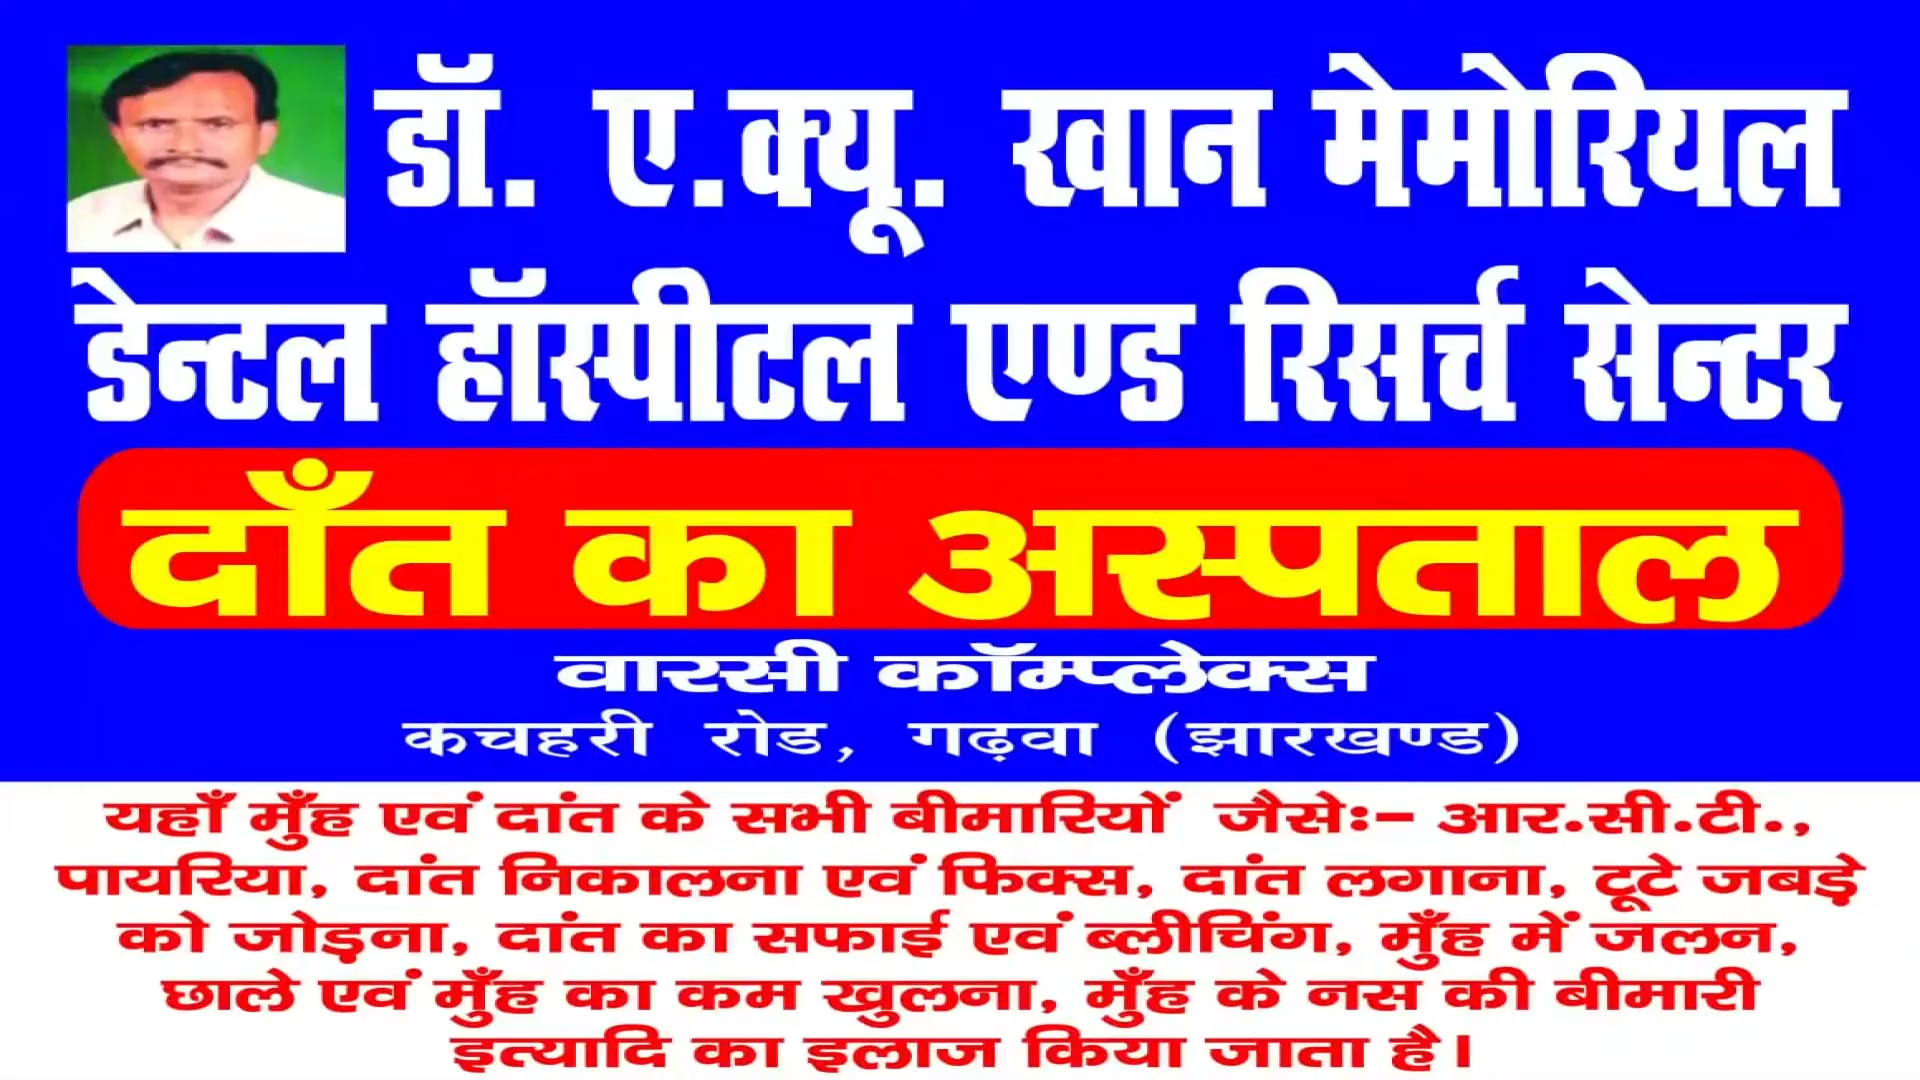 डॉ. ए.क्यू. खान मेमोरियल
डेन्टल हॉस्पीटल एण्ड रिसर्च सेन्टर
दाँत का अस्पताल
वारसी कॉम्प्लेक्स
कचहरी रोड, गढ़वा (झारखण्ड)
यहाँ मुँह एवं दांत के सभी बीमारियों जैसेः- आर.सी.टी.,
पायरिया, दांत निकालना एवं फिक्स, दांत लगाना, टूटे जबड़े
को जोड़ना, दांत का सफाई एवं ब्लीचिंग, मुँह में जलन,
छाले एवं मुँह का कम खुलना, मुँह के नस की बीमारी
इत्यादि का इलाज किया जाता है।